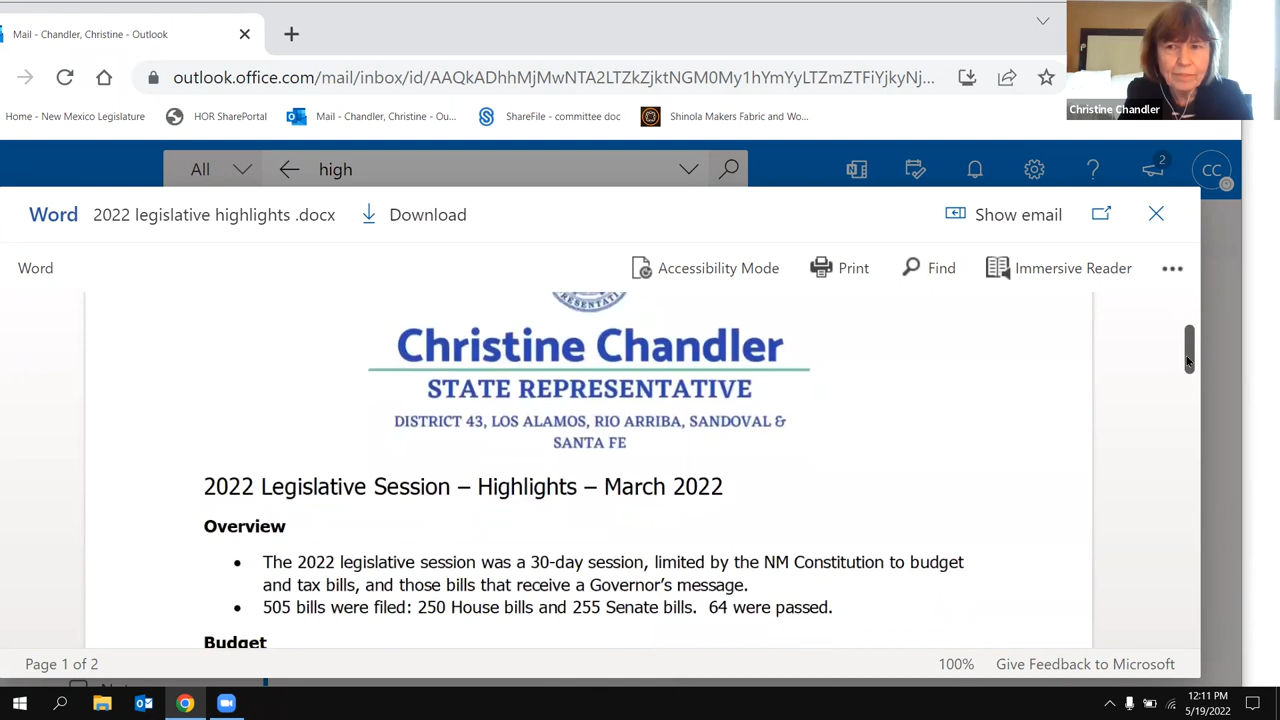 Mail - Chandler, Christine - Outlook
outlook.office.com/mail/inbox/id/AAQkADhhMjMwNTA2LTZkZjktNGM0My1hYmYyLTZmZTFiYjkyNj...
Christine Chandler
Home - New Mexico Legislature
HOR SharePortal
Mail - Chandler, Christine - Ou...
ShareFile - committee doc
Shinola Makers Fabric and Wo...
All
high
2
CC
Word
2022 legislative highlights .docx
Download
Show email
Word
Accessibility Mode
Print
Find
Immersive Reader
Christine Chandler
STATE REPRESENTATIVE
DISTRICT 43, LOS ALAMOS, RIO ARRIBA, SANDOVAL &
SANTA FE
2022 Legislative Session – Highlights – March 2022
Overview
• The 2022 legislative session was a 30-day session, limited by the NM Constitution to budget
and tax bills, and those bills that receive a Governor's message.
• 505 bills were filed: 250 House bills and 255 Senate bills.  64 were passed.
Budget
Page 1 of 2
100%
Give Feedback to Microsoft
12:11 PM
5/19/2022